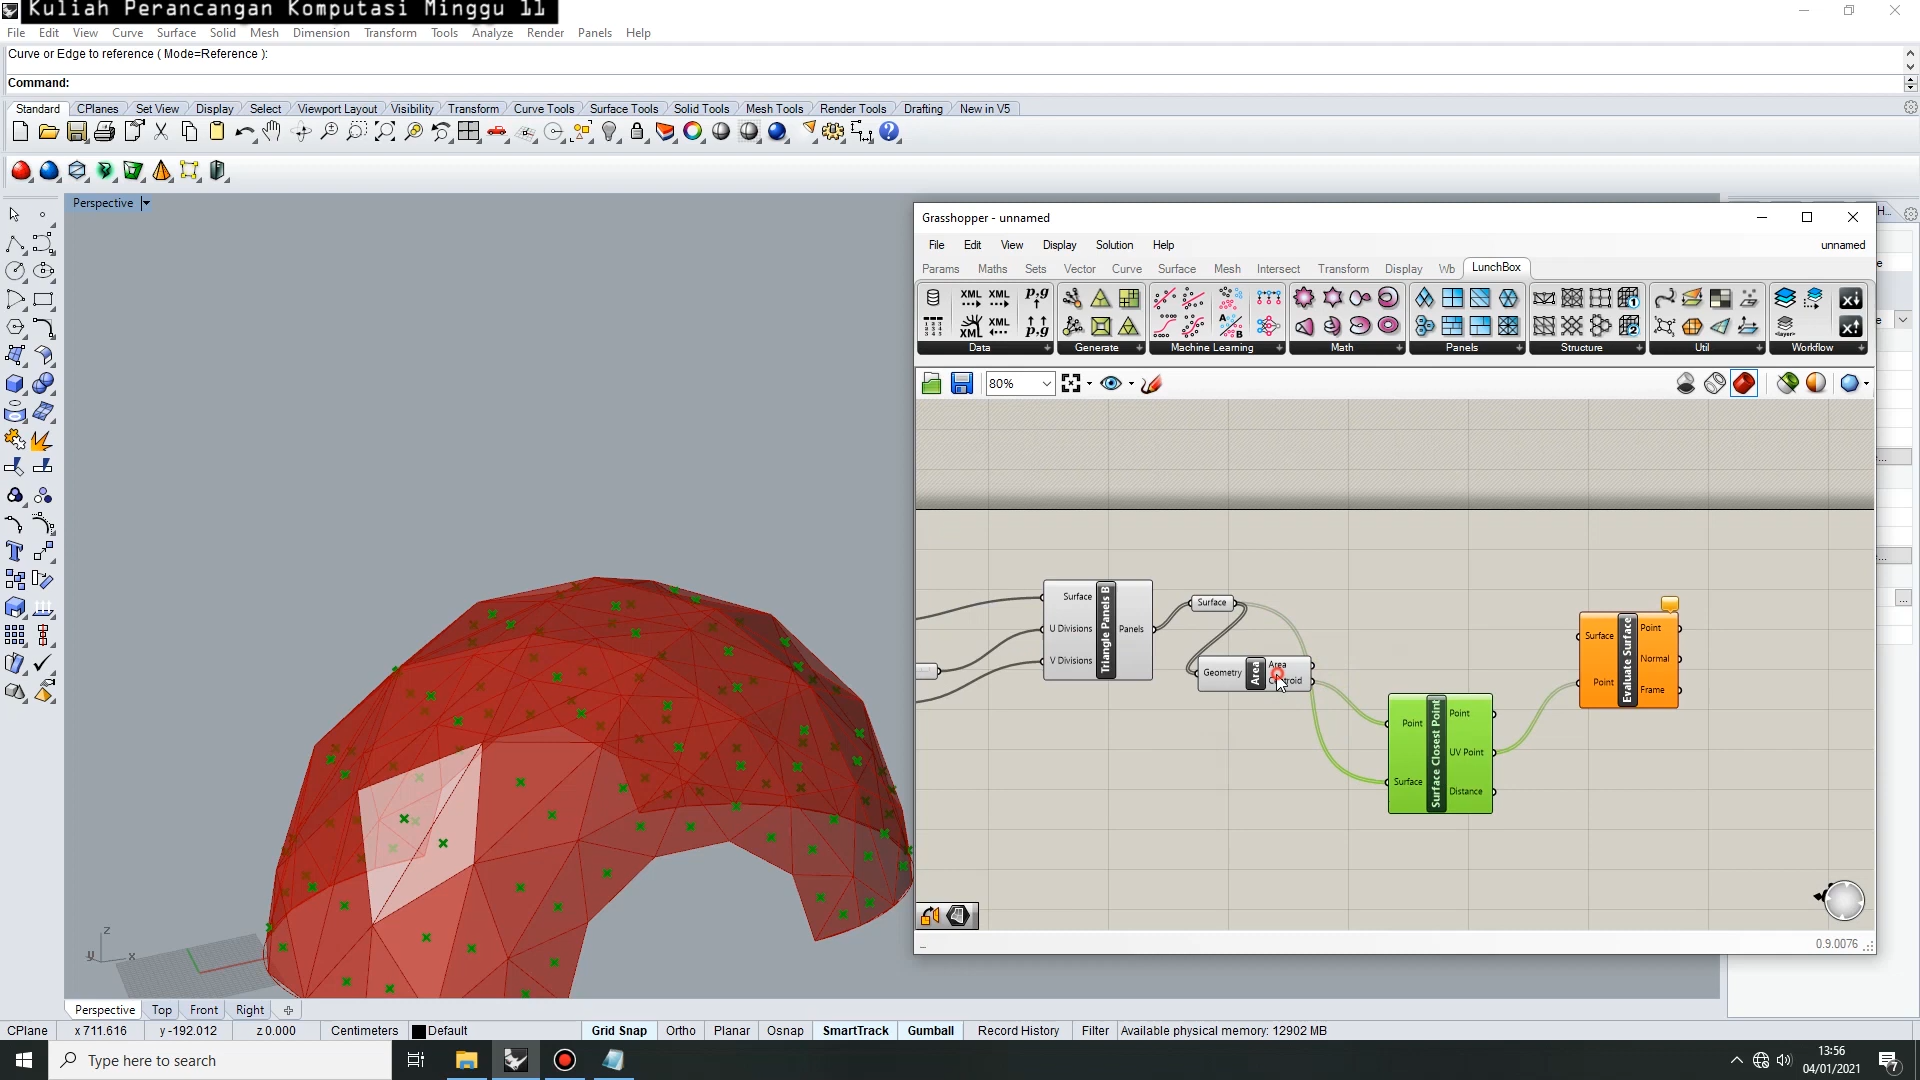 Kuliah Perancangan Komputasi Minggu 11
File Edit View Curve Surface Solid Mesh Dimension Transform Tools Analyze Render Panels Help
Curve or Edge to reference ( Mode=Reference ):
Command:
Standard CPlanes Set View Display Select Viewport Layout Visibility Transform Curve Tools Surface Tools Solid Tools Mesh Tools Render Tools Drafting New in V5
Perspective
Grasshopper - unnamed
File Edit View Display Solution Help unnamed
Params Maths Sets Vector Curve Surface Mesh Intersect Transform Display Wb LunchBox
Data Generate Machine Learning Math Panels Structure Util Workflow
80%
Surface
U Divisions
V Divisions
Triangle Panels B
Panels
Surface
Geometry
Area
Area
Point
Surface
Surface Closest Point
Point
UV Point
Distance
Surface
Point
Evaluate Surface
Point
Normal
Frame
0.9.0076
z
y
x
Perspective Top Front Right
CPlane x 711.616 y -192.012 z 0.000 Centimeters Default Grid Snap Ortho Planar Osnap SmartTrack Gumball Record History Filter Available physical memory: 12902 MB
Type here to search
13:56
04/01/2021
7